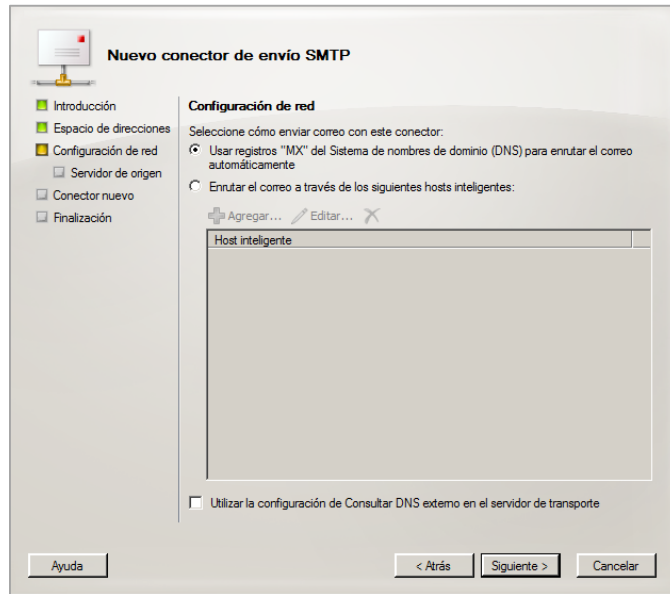 Nuevo conector de envío SMTP
Introducción
Espacio de direcciones
Configuración de red
Servidor de origen
Conector nuevo
Finalización
Configuración de red
Seleccione cómo enviar correo con este conector:
Usar registros "MX" del Sistema de nombres de dominio (DNS) para enrutar el correo
automáticamente
Enrutar el correo a través de los siguientes hosts inteligentes:
Agregar... Editar...
Host inteligente
Utilizar la configuración de Consultar DNS externo en el servidor de transporte
Ayuda < Atrás Siguiente > Cancelar